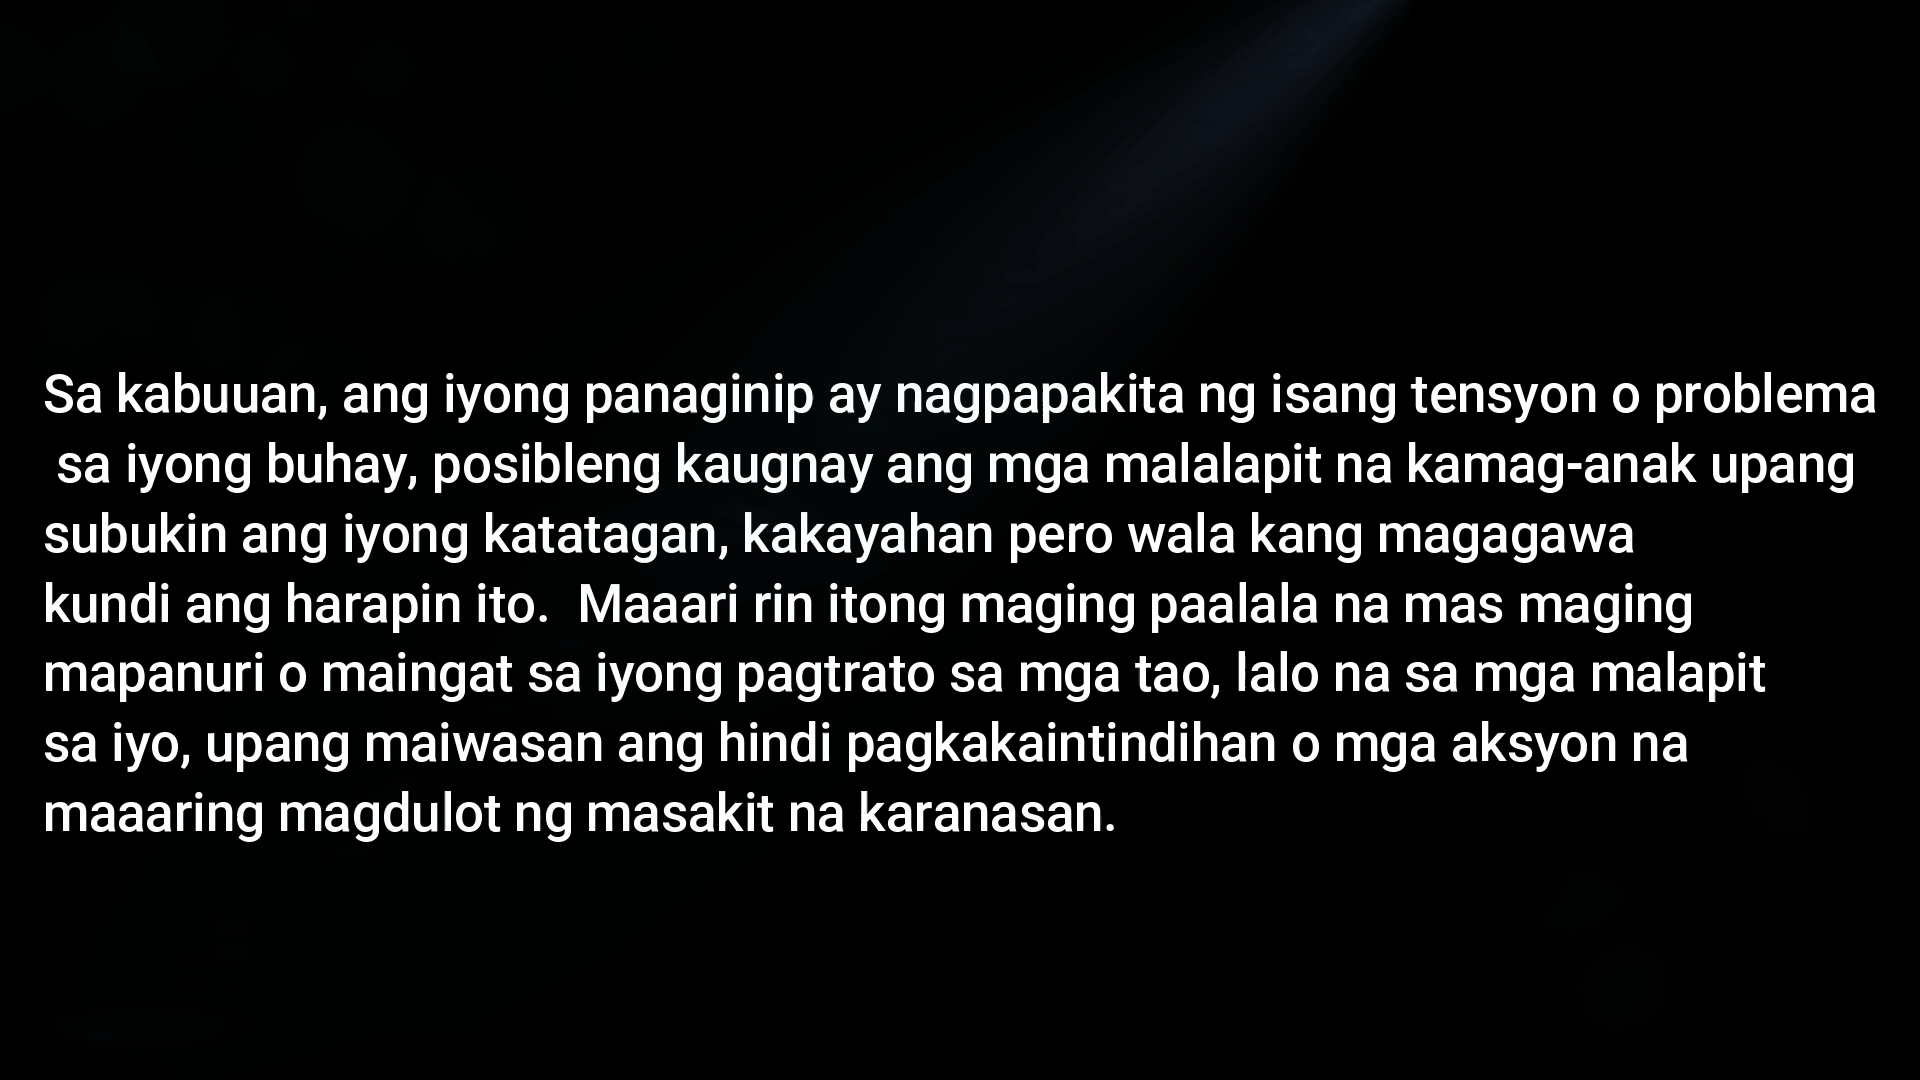 Sa kabuuan, ang iyong panaginip ay nagpapakita ng isang tensyon o problema
sa iyong buhay, posibleng kaugnay ang mga malalapit na kamag-anak upang
subukin ang iyong katatagan, kakayahan pero wala kang magagawa
kundi ang harapin ito.  Maaari rin itong maging paalala na mas maging
mapanuri o maingat sa iyong pagtrato sa mga tao, lalo na sa mga malapit
sa iyo, upang maiwasan ang hindi pagkakaintindihan o mga aksyon na
maaaring magdulot ng masakit na karanasan.